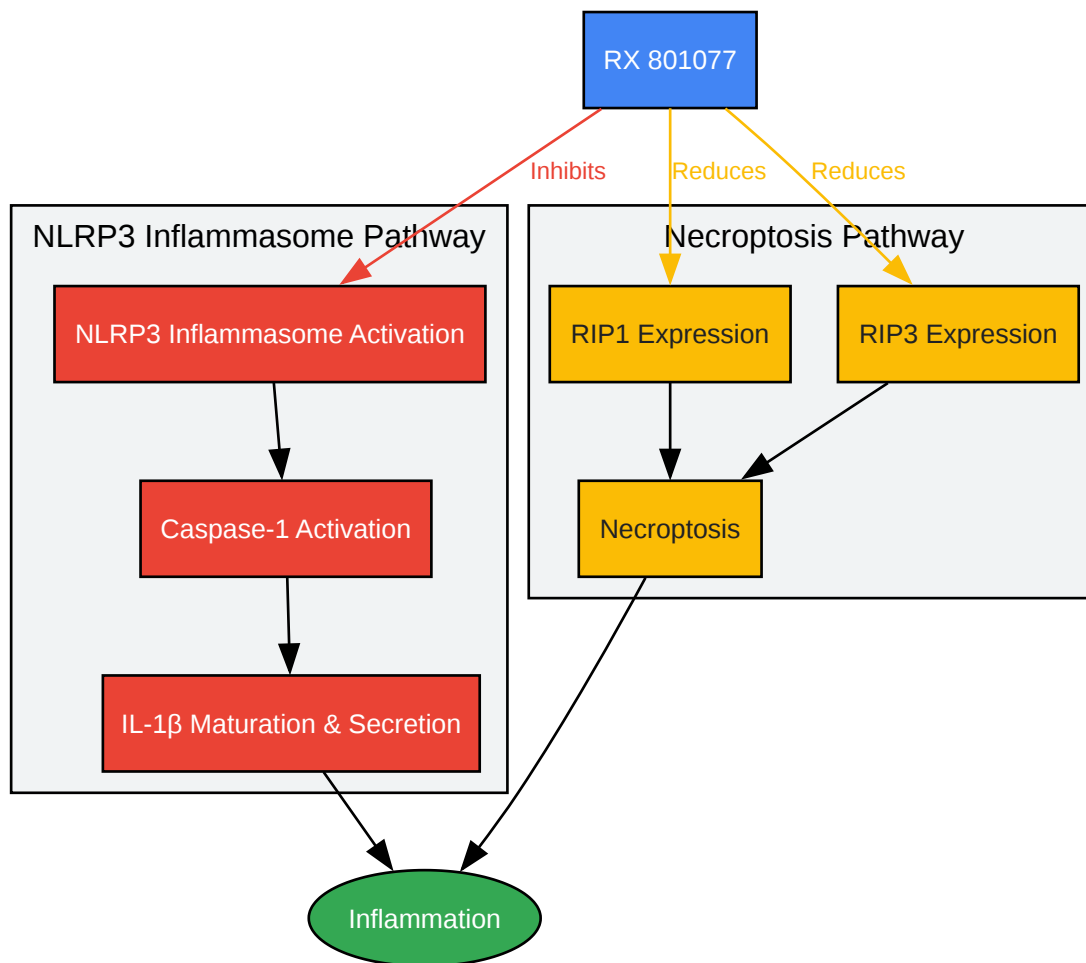 RX 801077
Inhibits
Reduces
Reduces
NLRP3 Inflammasome Pathway
Necroptosis Pathway
NLRP3 Inflammasome Activation
RIP1 Expression
RIP3 Expression
Caspase-1 Activation
Necroptosis
IL-1β Maturation & Secretion
Inflammation